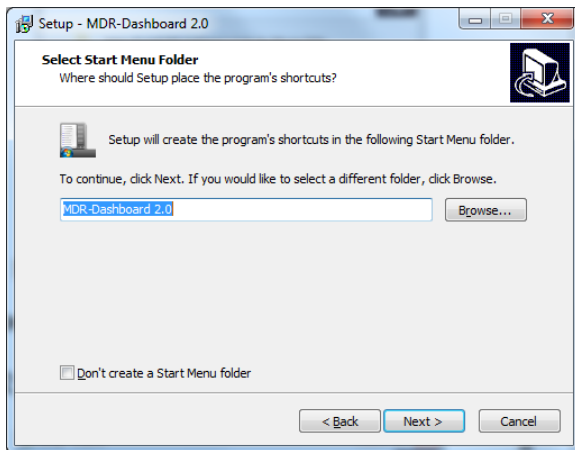 Setup - MDR-Dashboard 2.0
Select Start Menu Folder
Where should Setup place the program's shortcuts?
Setup will create the program's shortcuts in the following Start Menu folder.
To continue, click Next. If you would like to select a different folder, click Browse.
MDR-Dashboard 2.0
Browse...
Don't create a Start Menu folder
< Back
Next >
Cancel